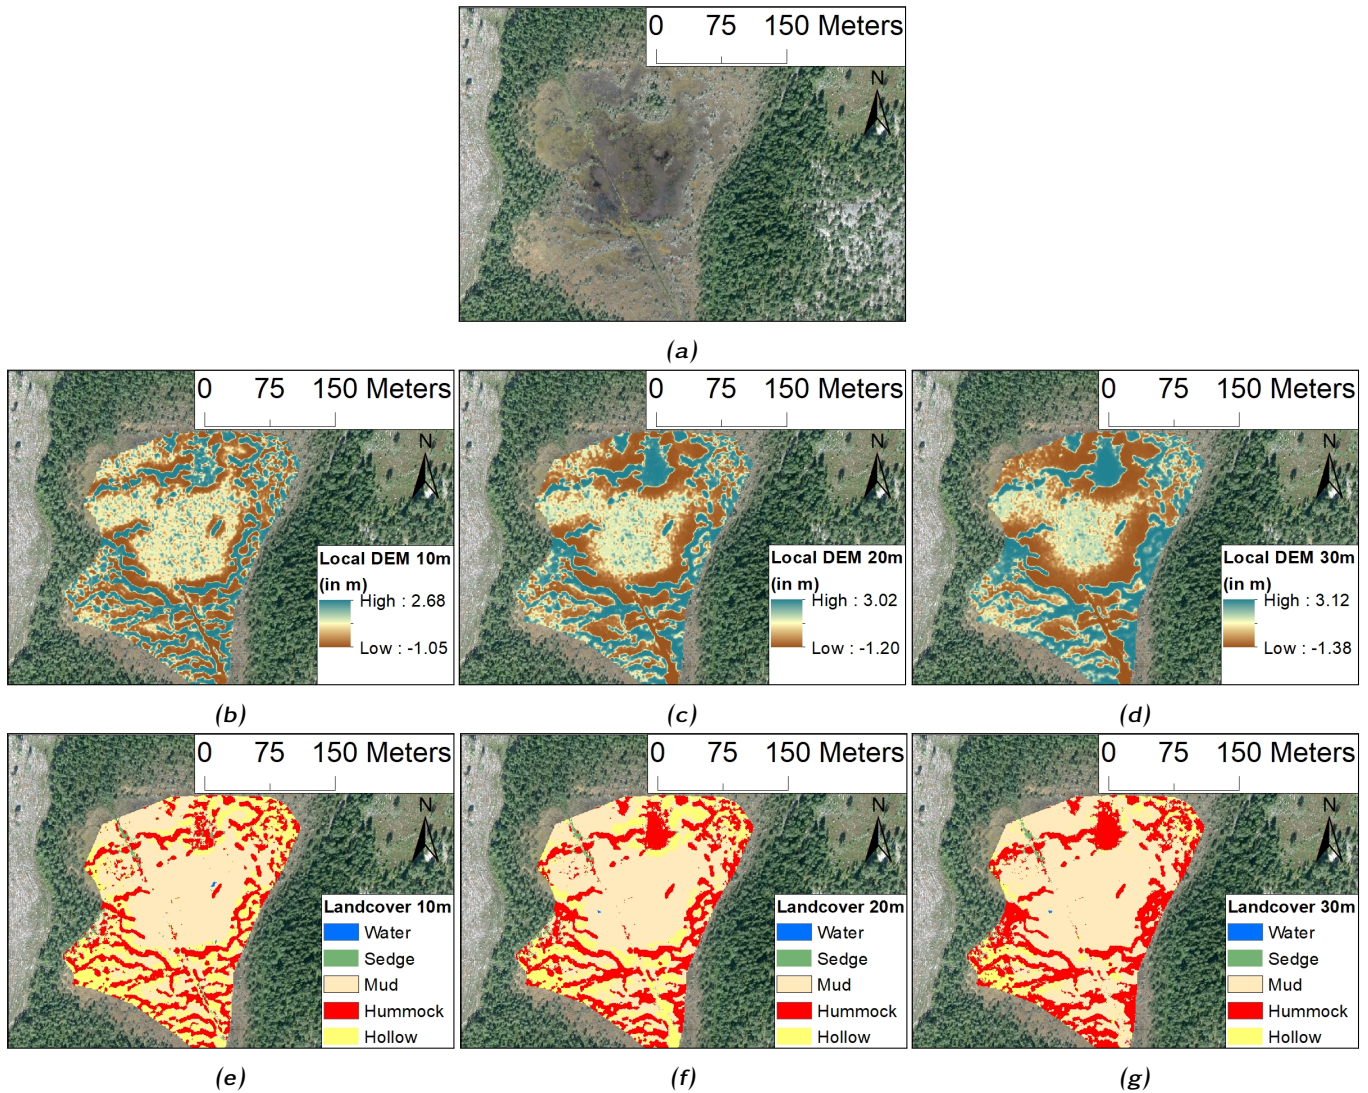 0 75 150 Meters
N
(a)
0 75 150 Meters
N
Local DEM 10m
(in m)
High : 2.68
Low : -1.05
(b)
0 75 150 Meters
N
Local DEM 20m
(in m)
High : 3.02
Low : -1.20
(c)
0 75 150 Meters
N
Local DEM 30m
(in m)
High : 3.12
Low : -1.38
(d)
0 75 150 Meters
N
Landcover 10m
Water
Sedge
Mud
Hummock
Hollow
(e)
0 75 150 Meters
N
Landcover 20m
Water
Sedge
Mud
Hummock
Hollow
(f)
0 75 150 Meters
N
Landcover 30m
Water
Sedge
Mud
Hummock
Hollow
(g)